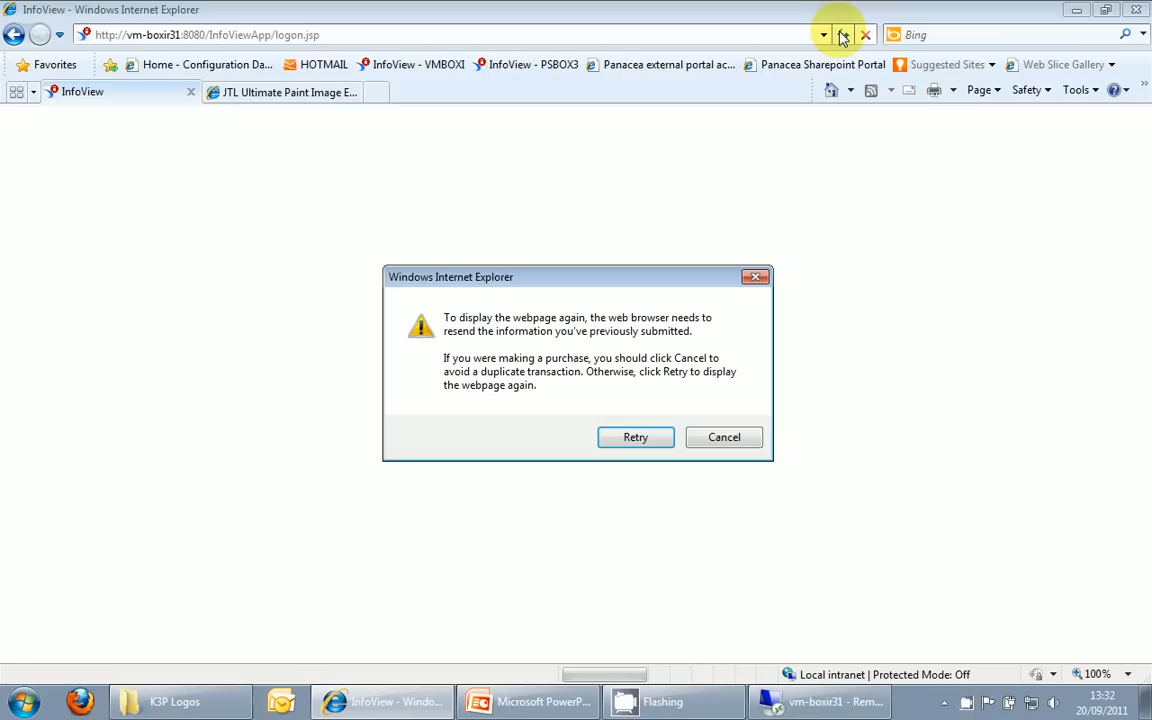 InfoView - Windows Internet Explorer
http://vm-boxir31:8080/InfoViewApp/logon.jsp
Bing
Favorites
Home - Configuration Da...
HOTMAIL
InfoView - VMBOXI
InfoView - PSBOX3
Panacea external portal ac...
Panacea Sharepoint Portal
Suggested Sites
Web Slice Gallery
InfoView
JTL Ultimate Paint Image E...
Page
Safety
Tools
Windows Internet Explorer
To display the webpage again, the web browser needs to
resend the information you've previously submitted.
If you were making a purchase, you should click Cancel to
avoid a duplicate transaction. Otherwise, click Retry to display
the webpage again.
Retry
Cancel
Local intranet | Protected Mode: Off
100%
K3P Logos
InfoView - Windo...
Microsoft PowerP...
Flashing
vm-boxir31 - Rem...
13:32
20/09/2011